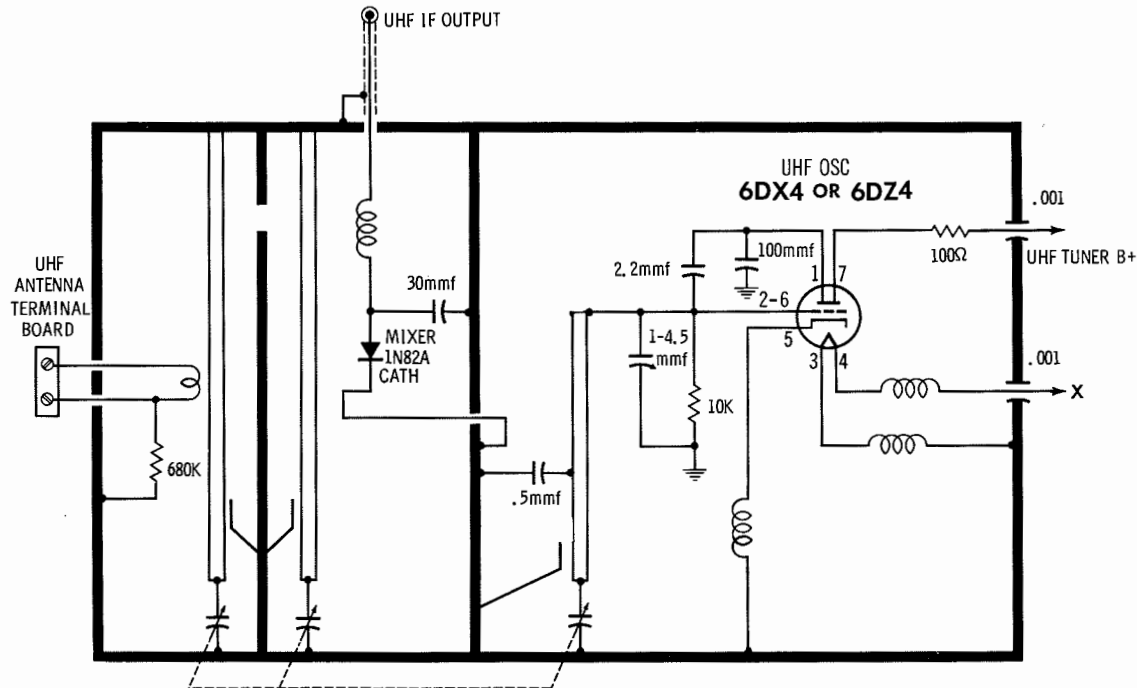 UHF IF OUTPUT
UHF OSC
6DX4 OR 6DZ4
.001
100mmf
1 7
100Ω
UHF TUNER B+
2.2mmf
30mmf
2-6
UHF
ANTENNA
TERMINAL
BOARD
MIXER
1N82A
CATH
1-4.5
mmf
5
3 4
.001
X
10K
680K
.5mmf